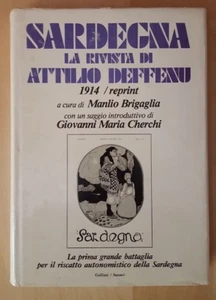 SARDEGNA
LA RIVISTA DI
ATTILIO DEFFENU
1914 / reprint
a cura di Manlio Brigaglia
con un saggio introduttivo di
Giovanni Maria Cherchi
Sardegna
La prima grande battaglia
per il riscatto autonomistico della Sardegna